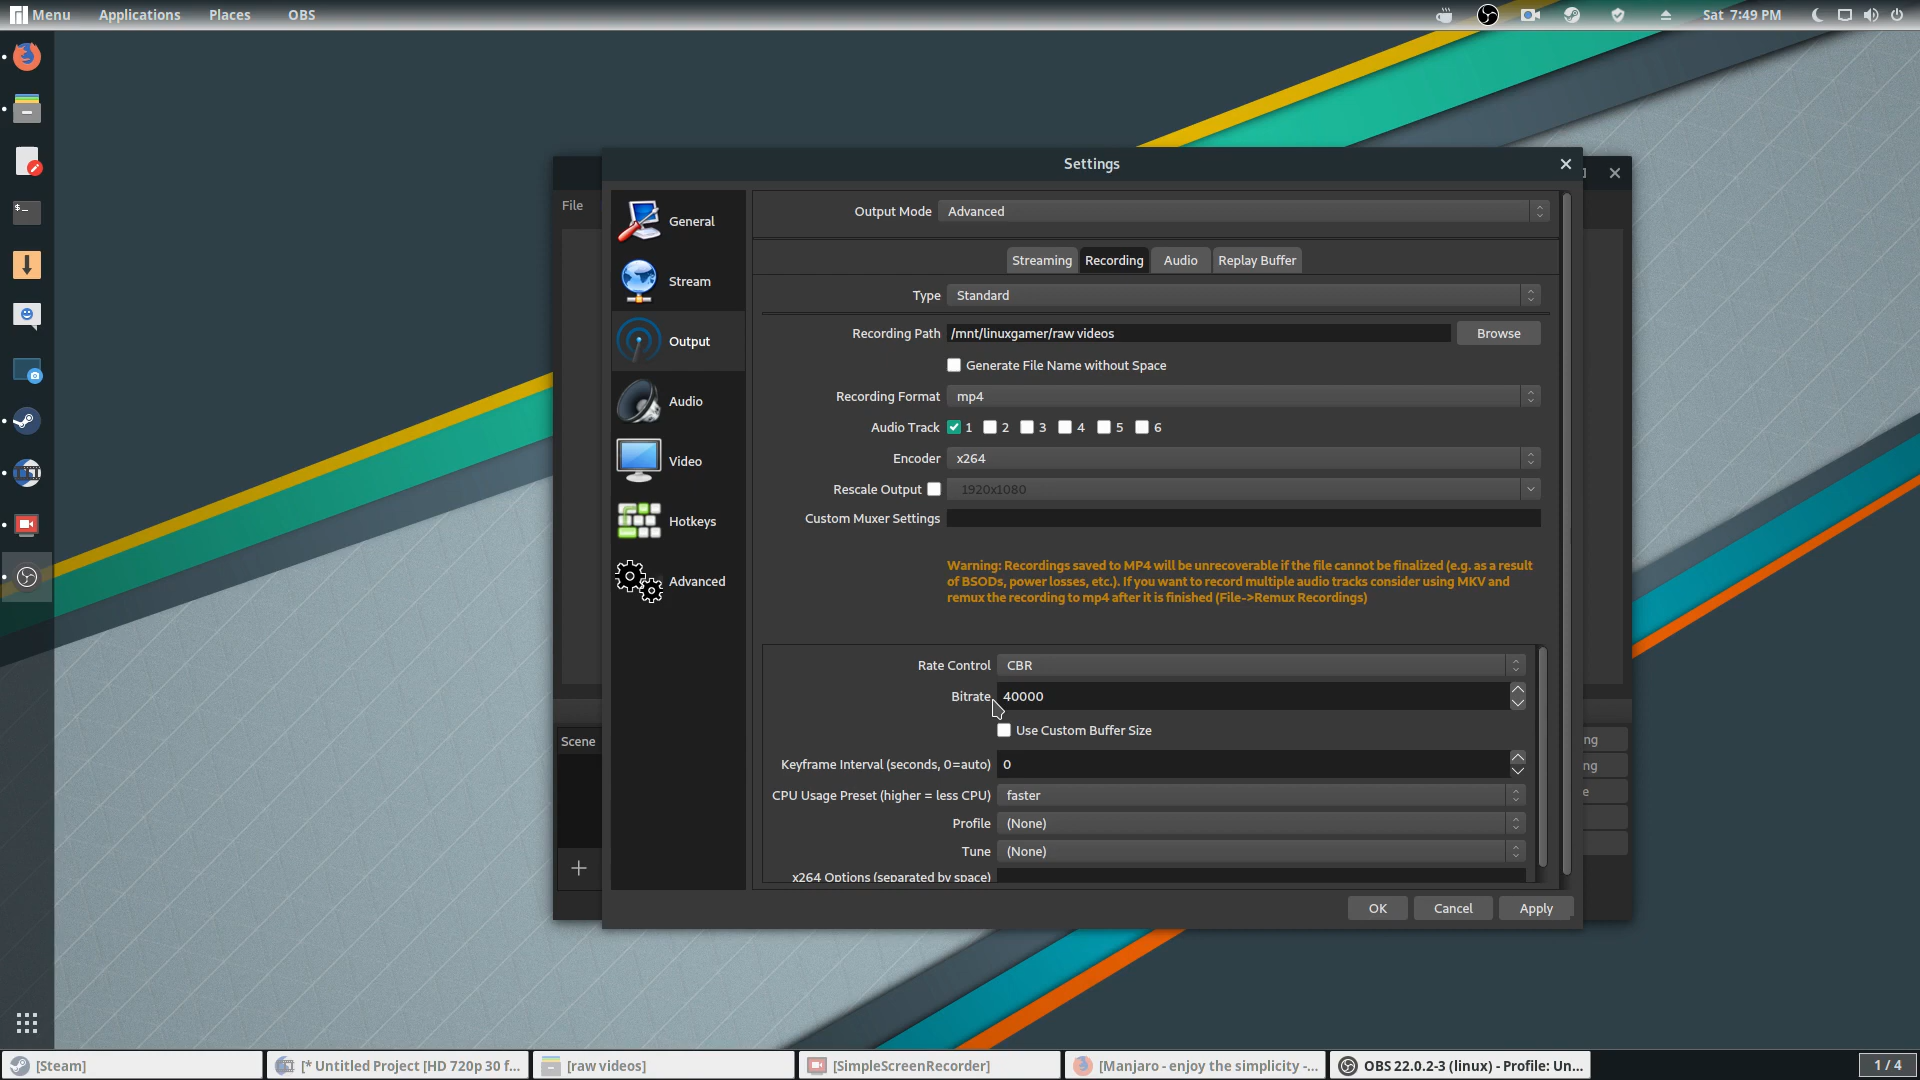 Menu Applications Places OBS Sat 7:49 PM
Settings
File
General
Stream
Output
Audio
Video
Hotkeys
Advanced
Output Mode Advanced
Streaming Recording Audio Replay Buffer
Type Standard
Recording Path /mnt/linuxgamer/raw videos Browse
Generate File Name without Space
Recording Format mp4
Audio Track 1 2 3 4 5 6
Encoder x264
Rescale Output 1920x1080
Custom Muxer Settings
Warning: Recordings saved to MP4 will be unrecoverable if the file cannot be finalized (e.g. as a result
of BSODs, power losses, etc.). If you want to record multiple audio tracks consider using MKV and
remux the recording to mp4 after it is finished (File->Remux Recordings)
Rate Control CBR
Bitrate 40000
Use Custom Buffer Size
Scene
ng
Keyframe Interval (seconds, 0=auto) 0
ng
CPU Usage Preset (higher = less CPU) faster
e
Profile (None)
Tune (None)
x264 Options (separated by space)
OK Cancel Apply
[Steam] [* Untitled Project [HD 720p 30 f... [raw videos] [SimpleScreenRecorder] [Manjaro - enjoy the simplicity -... OBS 22.0.2-3 (linux) - Profile: Un... 1 / 4